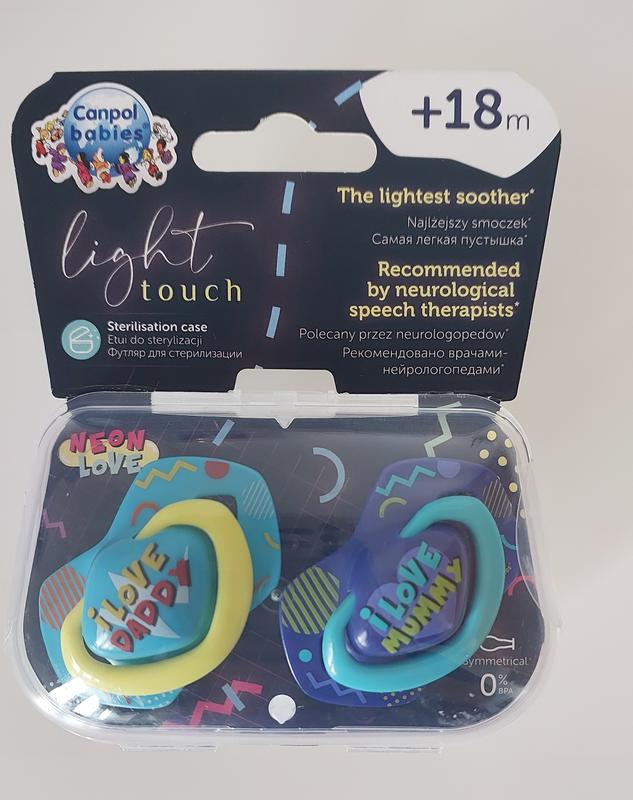 Canpol
babies
+18m
light
touch
The lightest soother*
Najlżejszy smoczek*
Самая легкая пустышка*
Recommended
by neurological
speech therapists*
Polecany przez neurologopedów*
Рекомендовано врачами-
нейрологопедами*
Sterilisation case
Etui do sterylizacji
Футляр для стерилизации
NEON
LOVE
i LOVE
DADDY
i LOVE
MUMMY
Symmetrical
0%
BPA